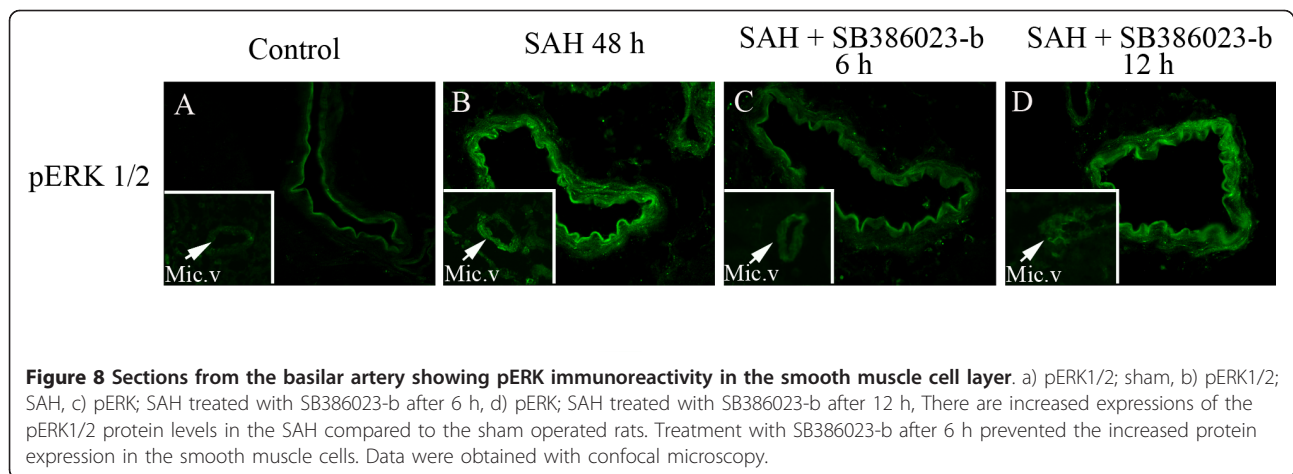 Control
SAH 48 h
SAH + SB386023-b
6 h
SAH + SB386023-b
12 h
pERK 1/2
A
B
C
D
Mic.v
Mic.v
Mic.v
Mic.v
Figure 8 Sections from the basilar artery showing pERK immunoreactivity in the smooth muscle cell layer. a) pERK1/2; sham, b) pERK1/2;
SAH, c) pERK; SAH treated with SB386023-b after 6 h, d) pERK; SAH treated with SB386023-b after 12 h, There are increased expressions of the
pERK1/2 protein levels in the SAH compared to the sham operated rats. Treatment with SB386023-b after 6 h prevented the increased protein
expression in the smooth muscle cells. Data were obtained with confocal microscopy.